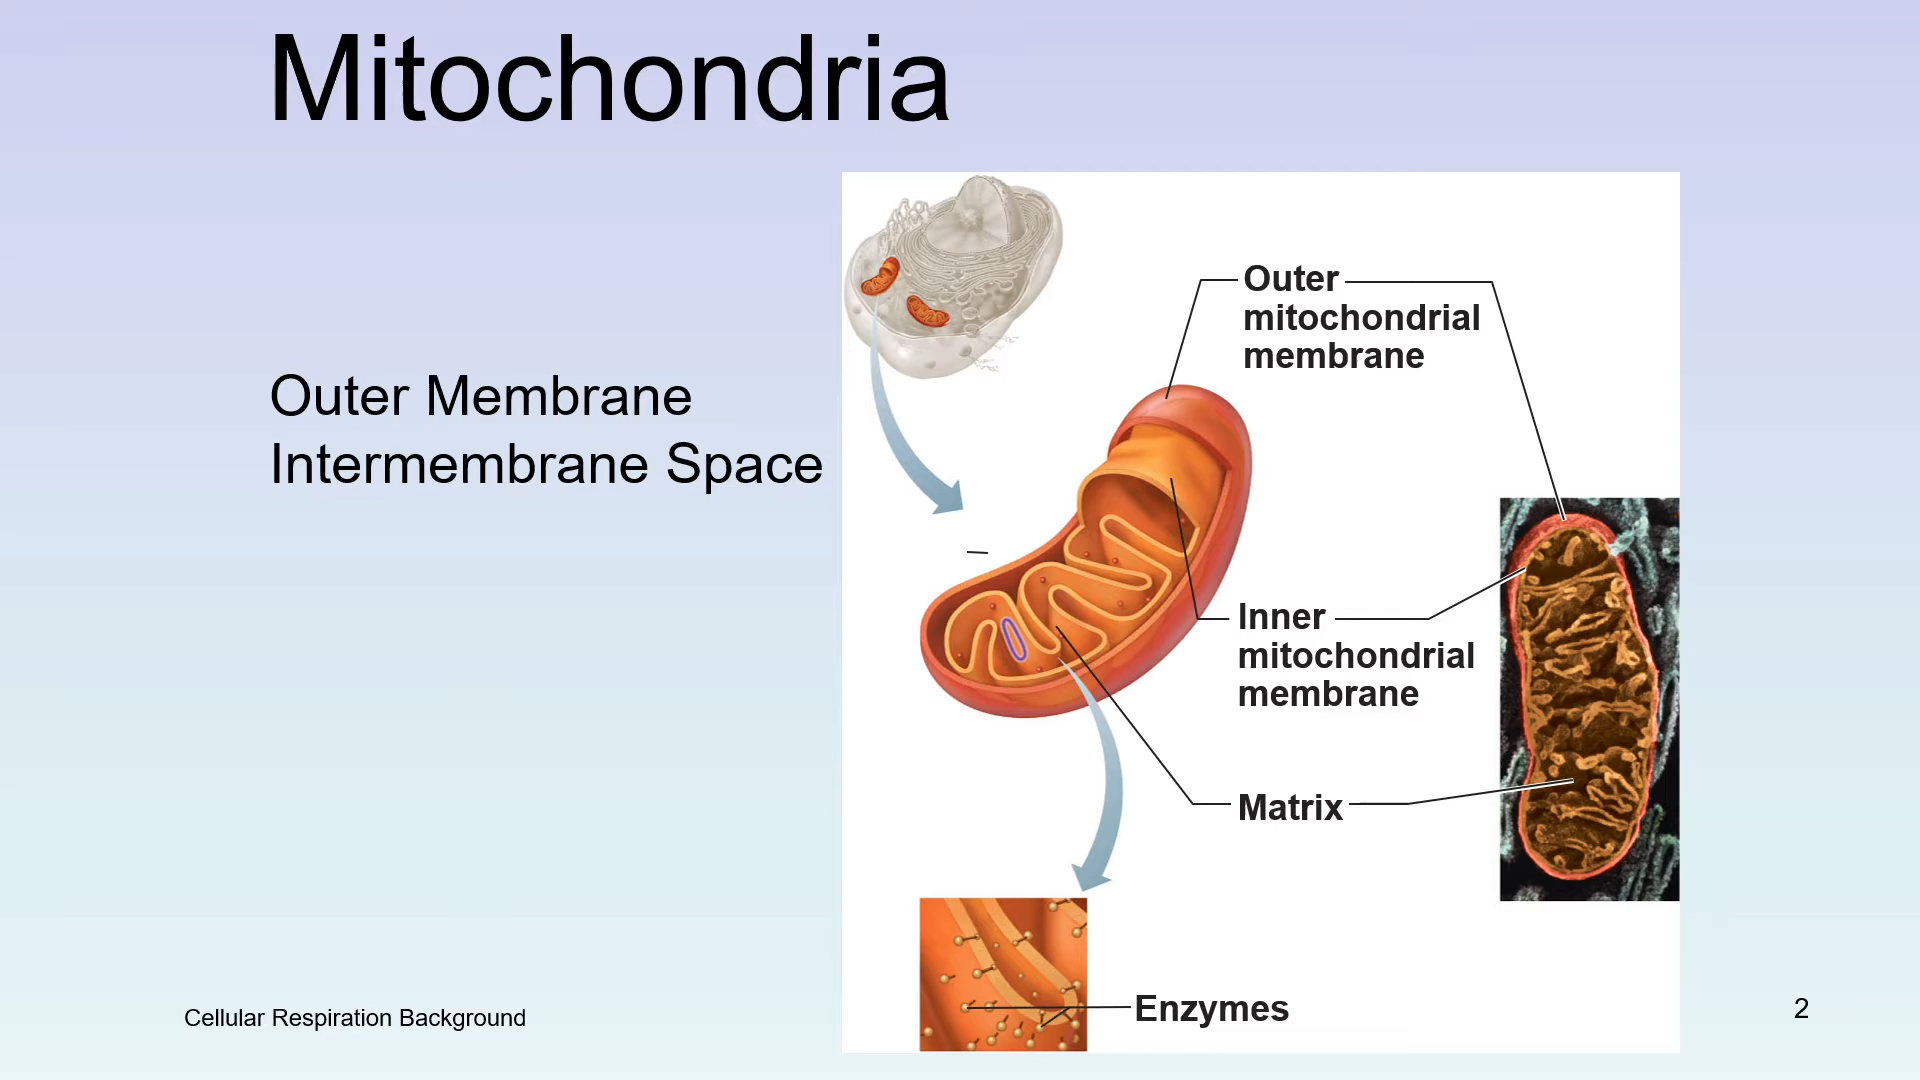 Mitochondria
Outer Membrane
Intermembrane Space
Outer
mitochondrial
membrane
Inner
mitochondrial
membrane
Matrix
Enzymes
Cellular Respiration Background
2